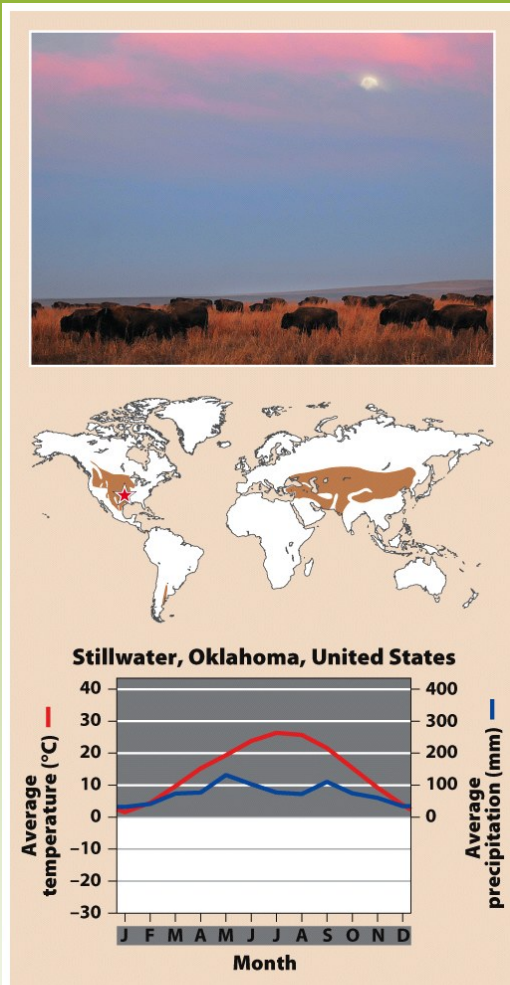 Stillwater, Oklahoma, United States
40
30
20
10
0
−10
−20
−30
Average
temperature (°C)
400
300
200
100
0
Average
precipitation (mm)
J F M A M J J A S O N D
Month